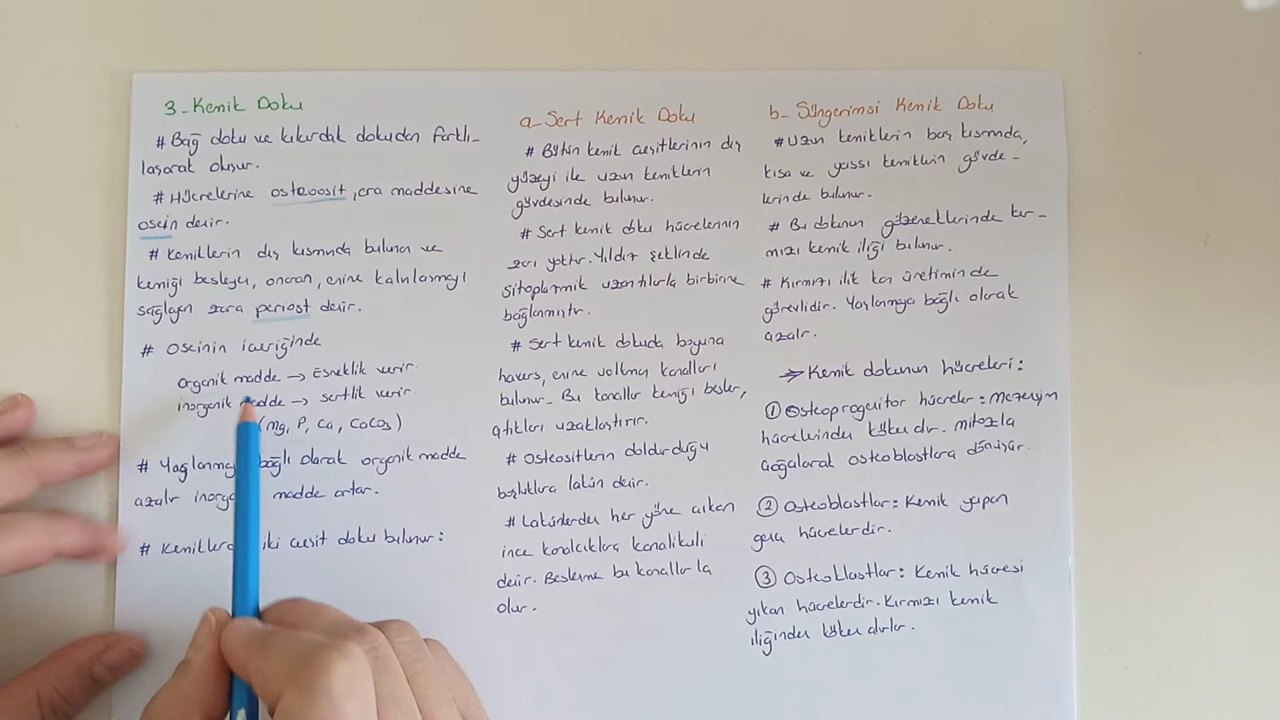 3-Kemik Doku
# Bağ doku ve kıkırdak dokudan farklı-
laşarak oluşur.
# Hücrelerine osteosit, ara maddesine
osein denir.
# Kemiklerin dış kısmında bulunan ve
kemiği besleyen, onaran, enine kalınlaşmayı
sağlayan zara periost denir.
# Oseinin içeriğinde
organik madde → Esneklik verir.
inorganik madde → sertlik verir.
(Mg, P, Ca, CaCO3)
# Yaşlanmaya bağlı olarak organik madde
azalır inorganik madde artar.
# Kemiklerde iki çeşit doku bulunur:
a-Sert Kemik Doku
# Bütün kemik çeşitlerinin dış
yüzeyi ile uzun kemiklerin
gövdesinde bulunur.
# Sert kemik doku hücrelerinin
zarı yoktur. Yıldız şeklinde
sitoplazmik uzantılarla birbirine
bağlanmıştır.
# Sert kemik dokuda boyuna
havers, enine volkman kanalları
bulunur. Bu kanallar kemiği besler,
atıkları uzaklaştırır.
# Osteositlerin doldurduğu
boşluklara lakün denir.
# Lakünlerden her yöne çıkan
ince kanalcıklara kanaliküli
denir. Beslenme bu kanallarla
olur.
b- Süngerimsi Kemik Doku
# Uzun kemiklerin baş kısmında,
kısa ve yassı kemiklerin gövde-
lerinde bulunur.
# Bu dokunun gözeneklerinde kır-
mızı kemik iliği bulunur.
# Kırmızı ilik kan üretiminde
görevlidir. Yaşlanmaya bağlı olarak
azalır.
→ Kemik dokunun hücreleri:
① Osteoprogenitor hücreler: Mezenşim
hücrelerinden köken alır. mitozla
çoğalarak osteoblastlara dönüşür.
② Osteoblastlar: Kemik yapan
genç hücrelerdir.
③ Osteoklastlar: Kemik hücresi
yıkan hücrelerdir. Kırmızı kemik
iliğinden köken alırlar.